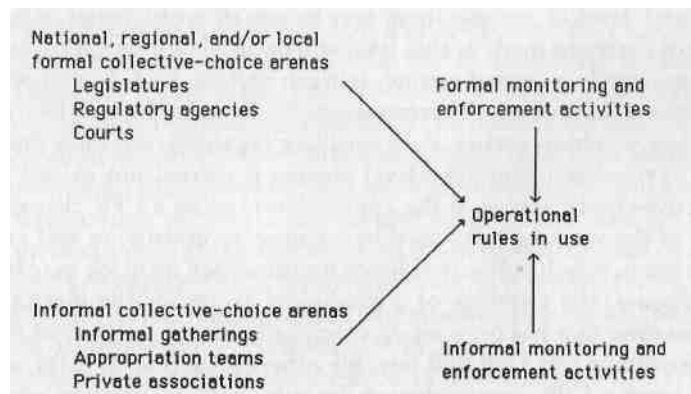 National, regional, and/or local
formal collective-choice arenas
Legislatures
Regulatory agencies
Courts
Formal monitoring and
enforcement activities
Operational
rules in use
Informal collective-choice arenas
Informal gatherings
Appropriation teams
Private associations
Informal monitoring and
enforcement activities